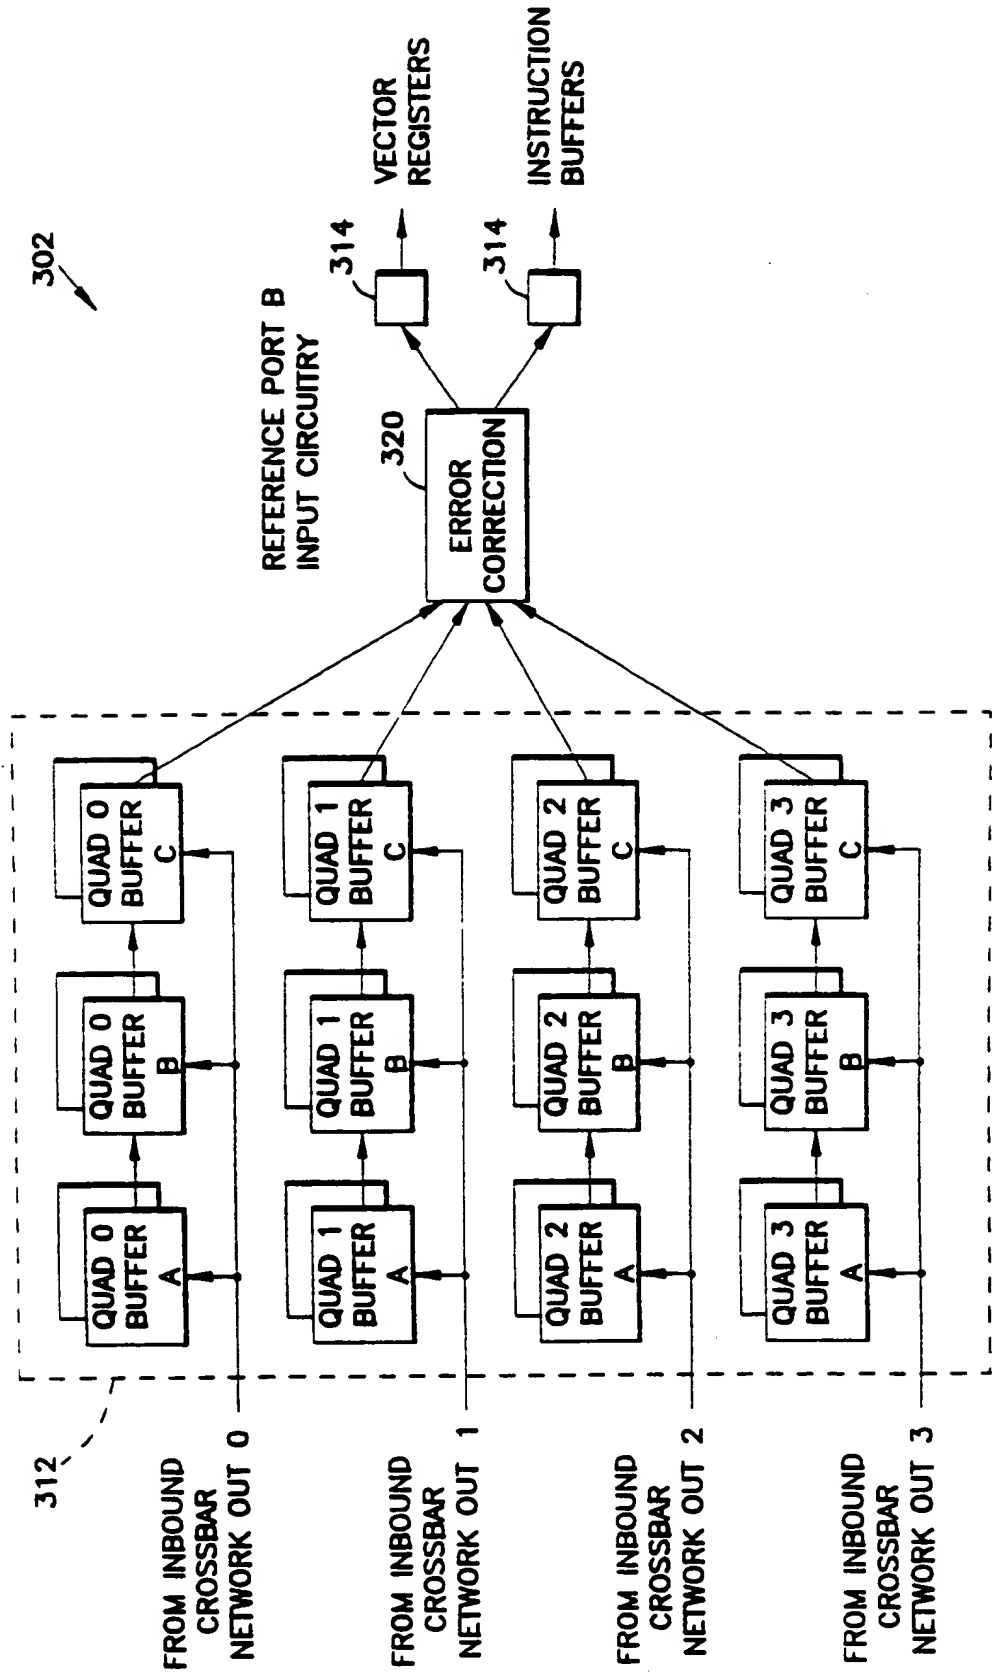 302
REFERENCE PORT B
INPUT CIRCUITRY
312
FROM INBOUND
CROSSBAR
NETWORK OUT 0
QUAD 0
BUFFER
A
QUAD 0
BUFFER
B
QUAD 0
BUFFER
C
FROM INBOUND
CROSSBAR
NETWORK OUT 1
QUAD 1
BUFFER
A
QUAD 1
BUFFER
B
QUAD 1
BUFFER
C
FROM INBOUND
CROSSBAR
NETWORK OUT 2
QUAD 2
BUFFER
A
QUAD 2
BUFFER
B
QUAD 2
BUFFER
C
FROM INBOUND
CROSSBAR
NETWORK OUT 3
QUAD 3
BUFFER
A
QUAD 3
BUFFER
B
QUAD 3
BUFFER
C
320
ERROR
CORRECTION
314
VECTOR
REGISTERS
314
INSTRUCTION
BUFFERS